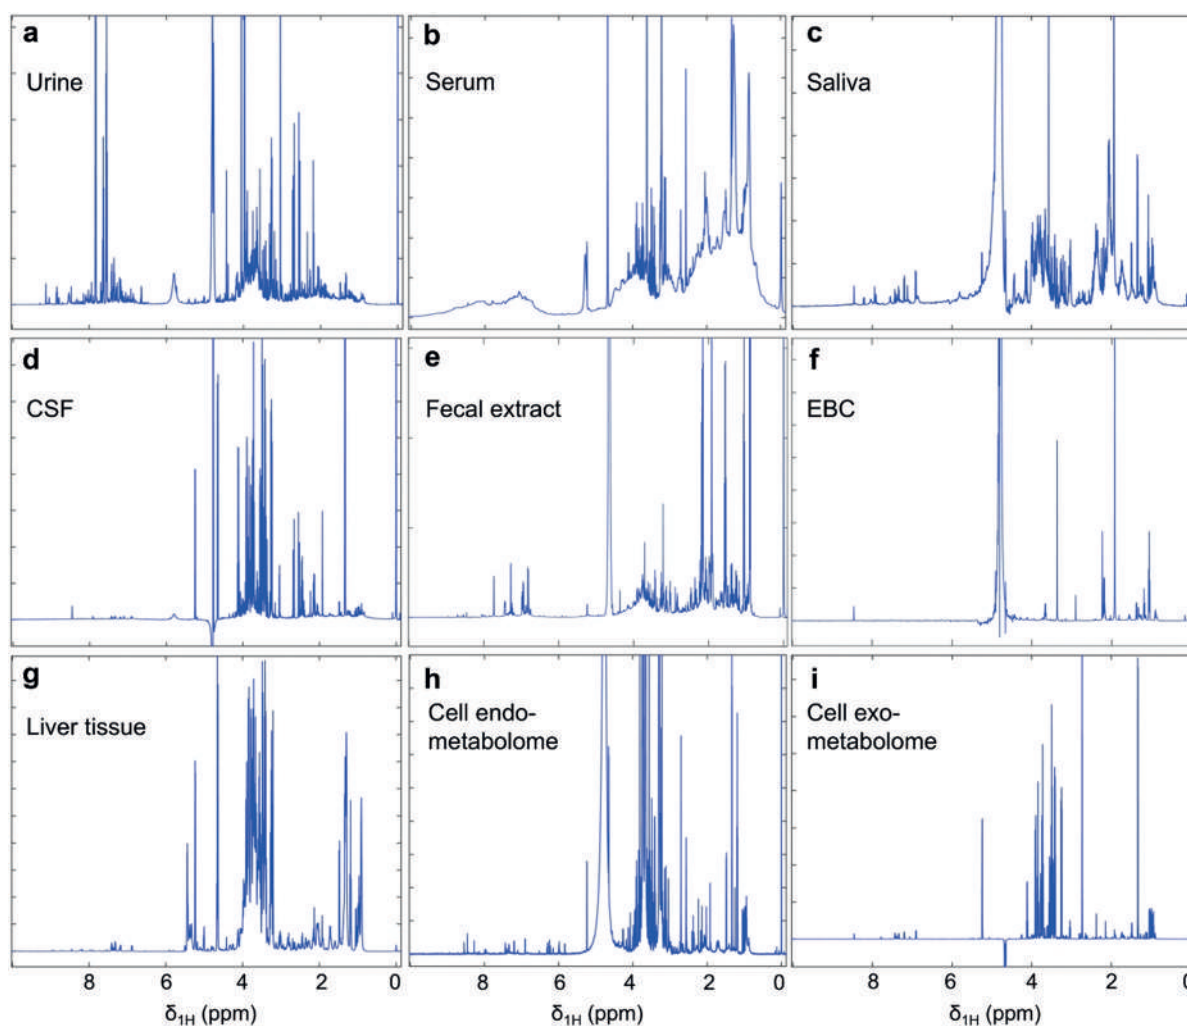 a
Urine
b
Serum
c
Saliva
d
CSF
e
Fecal extract
f
EBC
g
Liver tissue
h
Cell endo-
metabolome
i
Cell exo-
metabolome
8 6 4 2 0
8 6 4 2 0
8 6 4 2 0
δ1H (ppm)
δ1H (ppm)
δ1H (ppm)